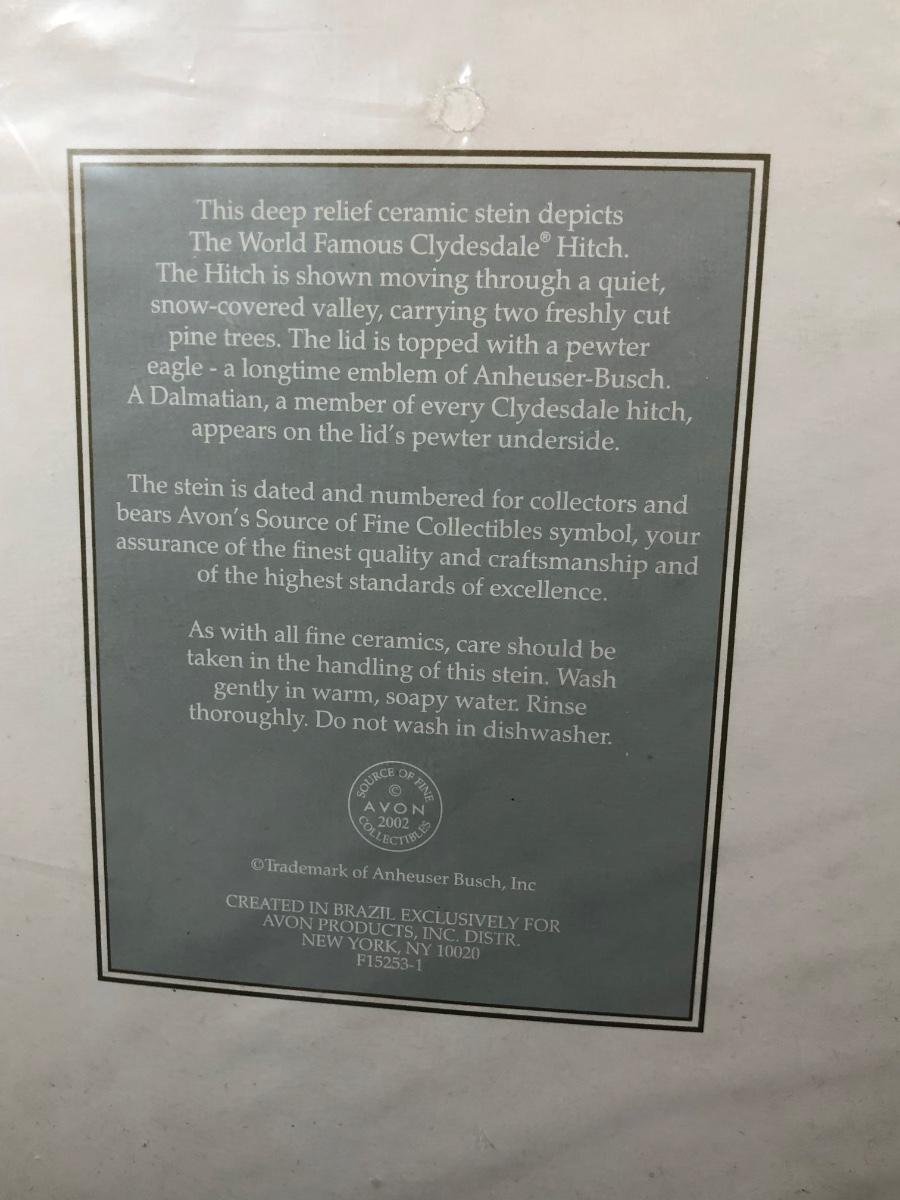 This deep relief ceramic stein depicts
The World Famous Clydesdale® Hitch.
The Hitch is shown moving through a quiet,
snow-covered valley, carrying two freshly cut
pine trees. The lid is topped with a pewter
eagle - a longtime emblem of Anheuser-Busch.
A Dalmatian, a member of every Clydesdale hitch,
appears on the lid's pewter underside.
The stein is dated and numbered for collectors and
bears Avon's Source of Fine Collectibles symbol, your
assurance of the finest quality and craftsmanship and
of the highest standards of excellence.
As with all fine ceramics, care should be
taken in the handling of this stein. Wash
gently in warm, soapy water. Rinse
thoroughly. Do not wash in dishwasher.
SOURCE OF FINE
©
AVON
2002
COLLECTIBLES
©Trademark of Anheuser Busch, Inc
CREATED IN BRAZIL EXCLUSIVELY FOR
AVON PRODUCTS, INC. DISTR.
NEW YORK, NY 10020
F15253-1